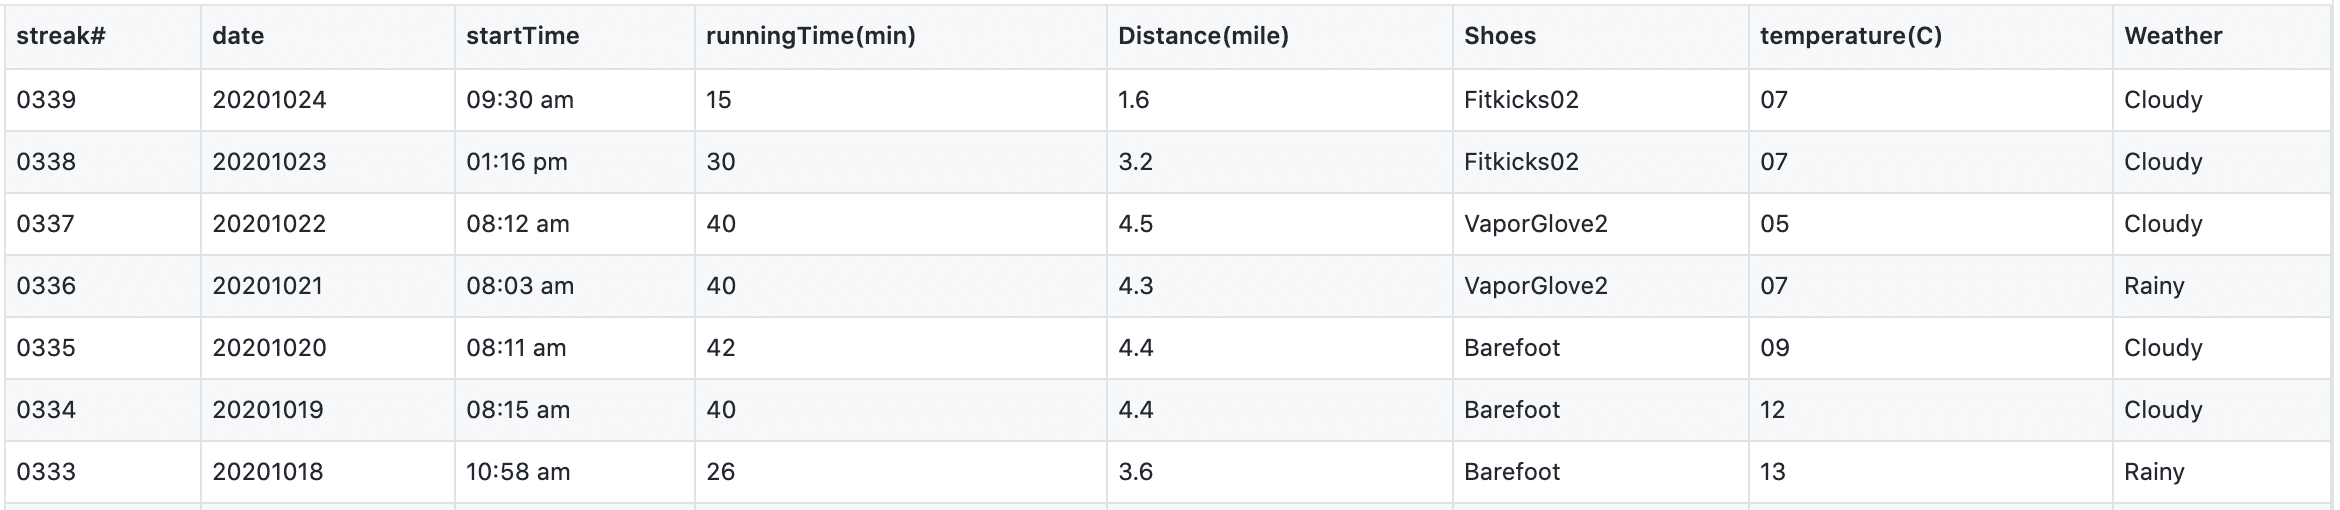 streak# date startTime runningTime(min) Distance(mile) Shoes temperature(C) Weather
0339 20201024 09:30 am 15 1.6 Fitkicks02 07 Cloudy
0338 20201023 01:16 pm 30 3.2 Fitkicks02 07 Cloudy
0337 20201022 08:12 am 40 4.5 VaporGlove2 05 Cloudy
0336 20201021 08:03 am 40 4.3 VaporGlove2 07 Rainy
0335 20201020 08:11 am 42 4.4 Barefoot 09 Cloudy
0334 20201019 08:15 am 40 4.4 Barefoot 12 Cloudy
0333 20201018 10:58 am 26 3.6 Barefoot 13 Rainy